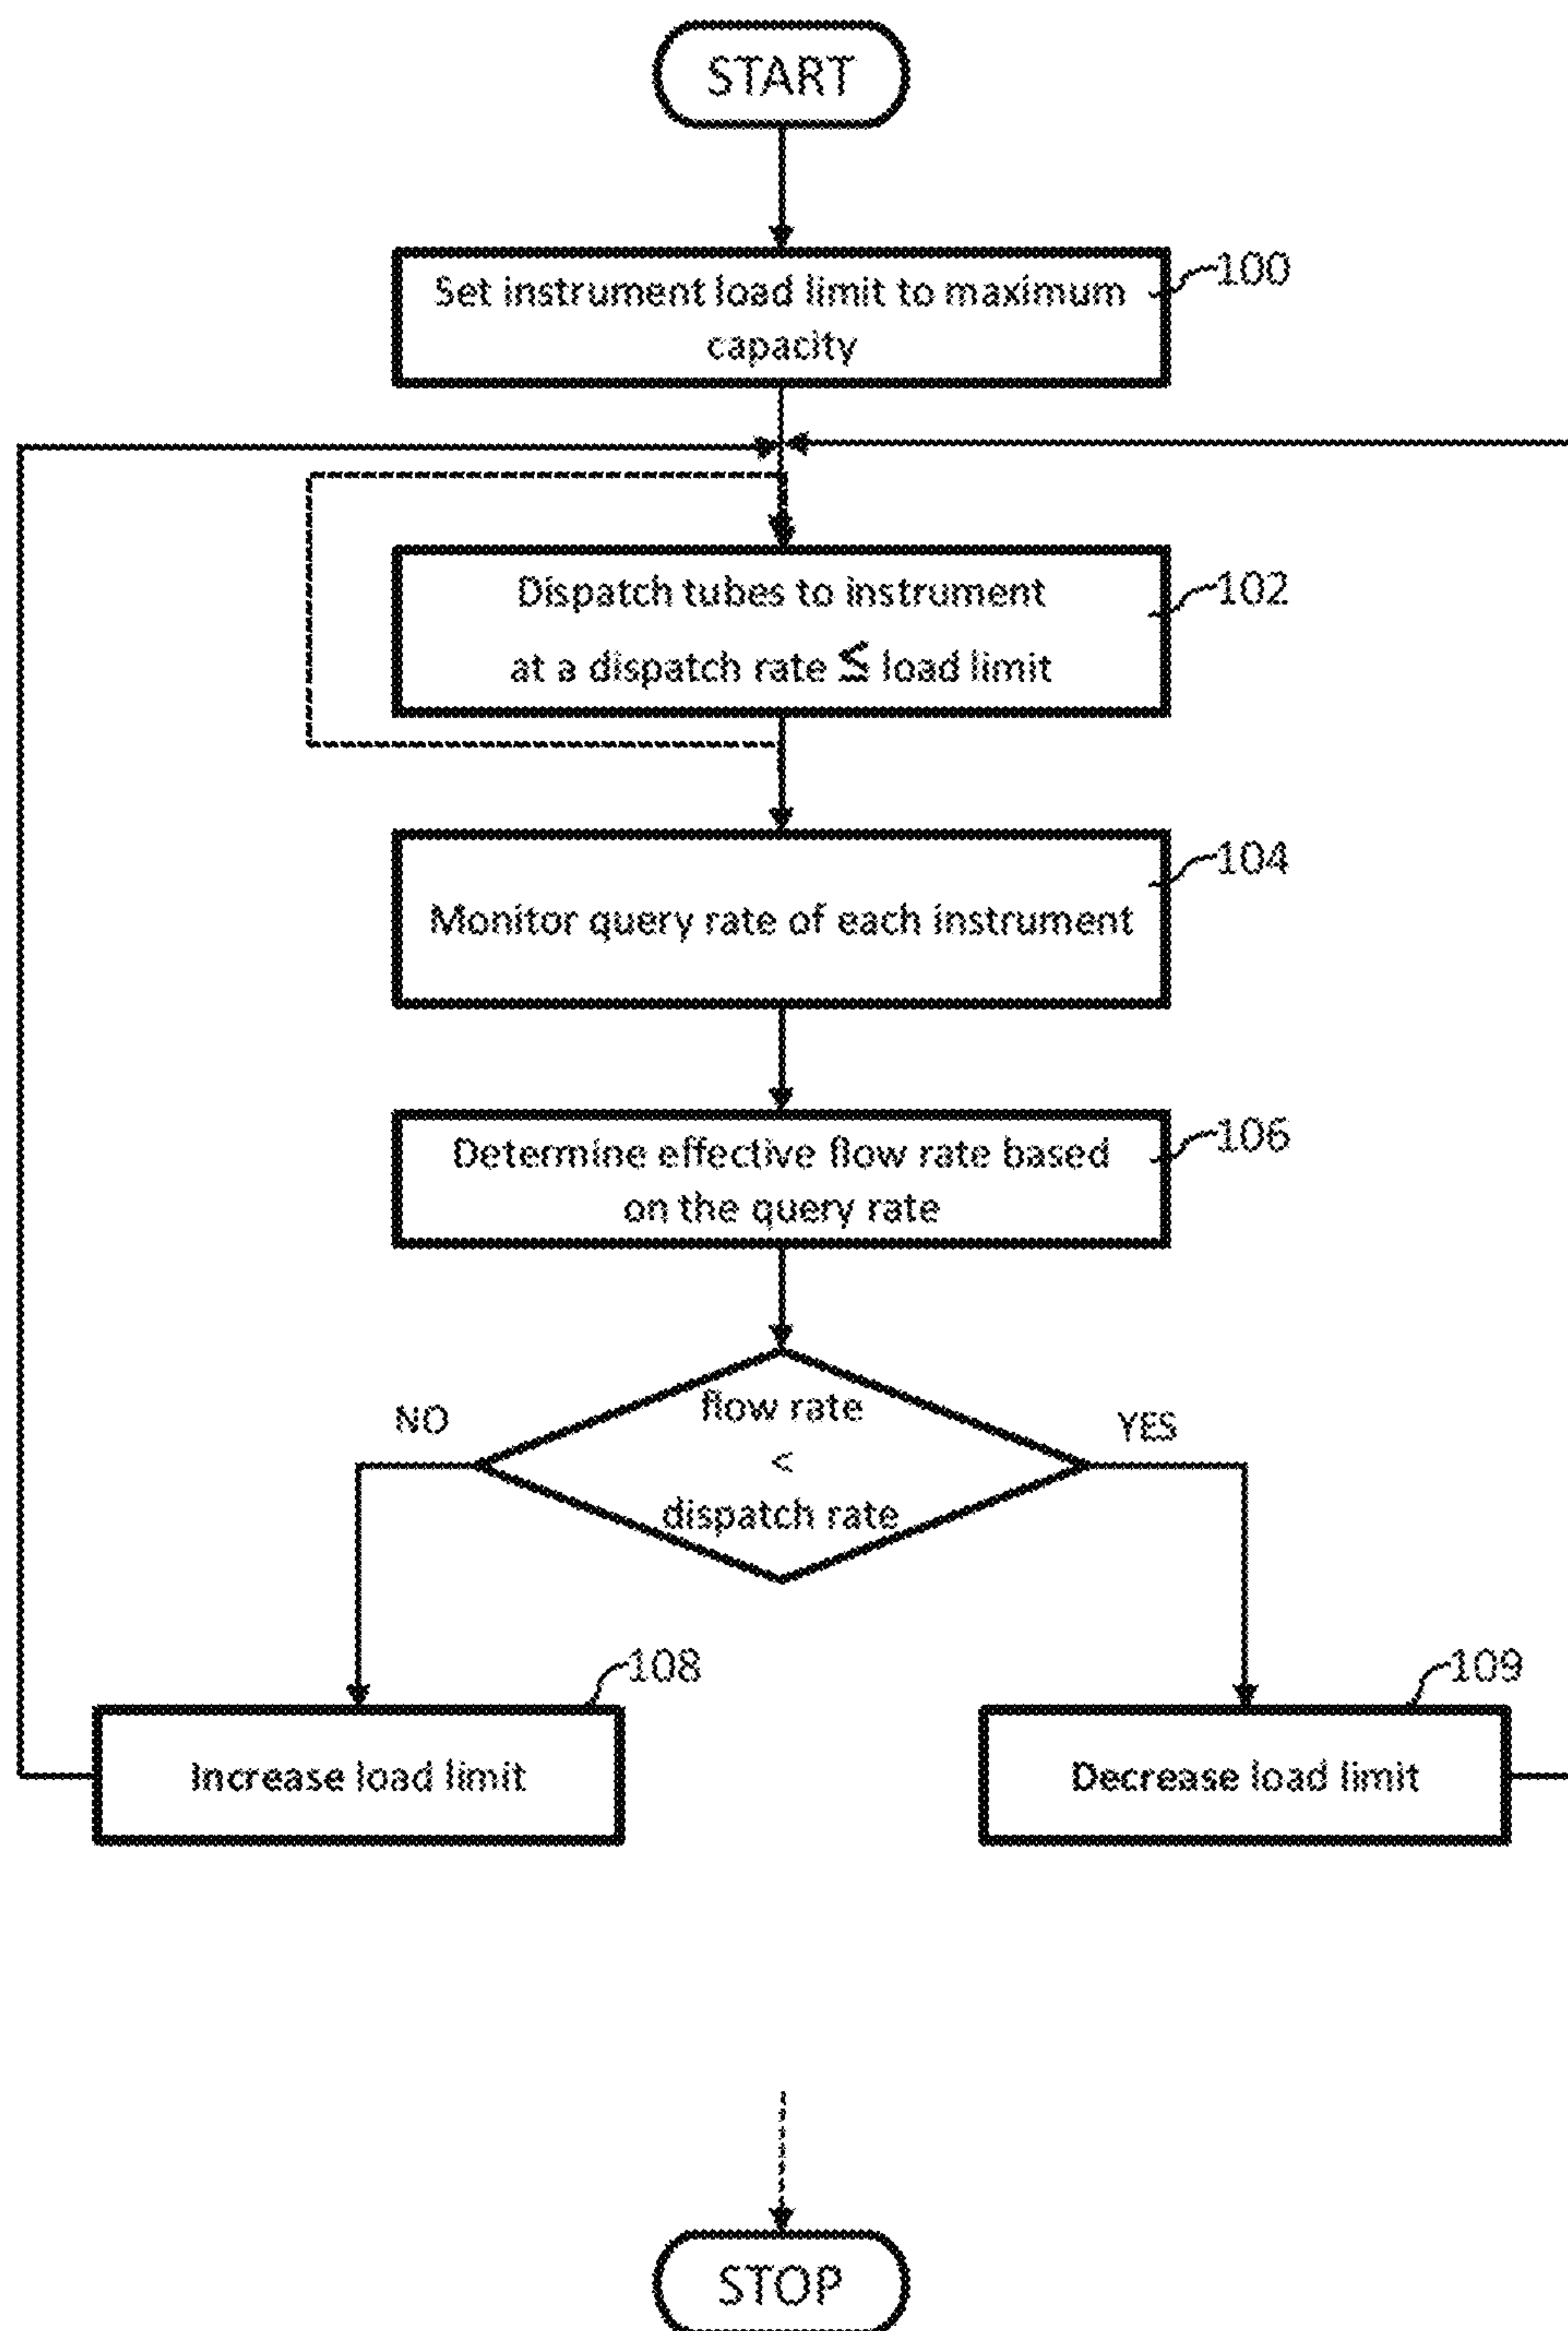 START
Set instrument load limit to maximum
capacity
100
Dispatch tubes to instrument
at a dispatch rate ≤ load limit
102
Monitor query rate of each instrument
104
Determine effective flow rate based
on the query rate
106
flow rate
<
dispatch rate
NO
YES
Increase load limit
108
Decrease load limit
109
STOP